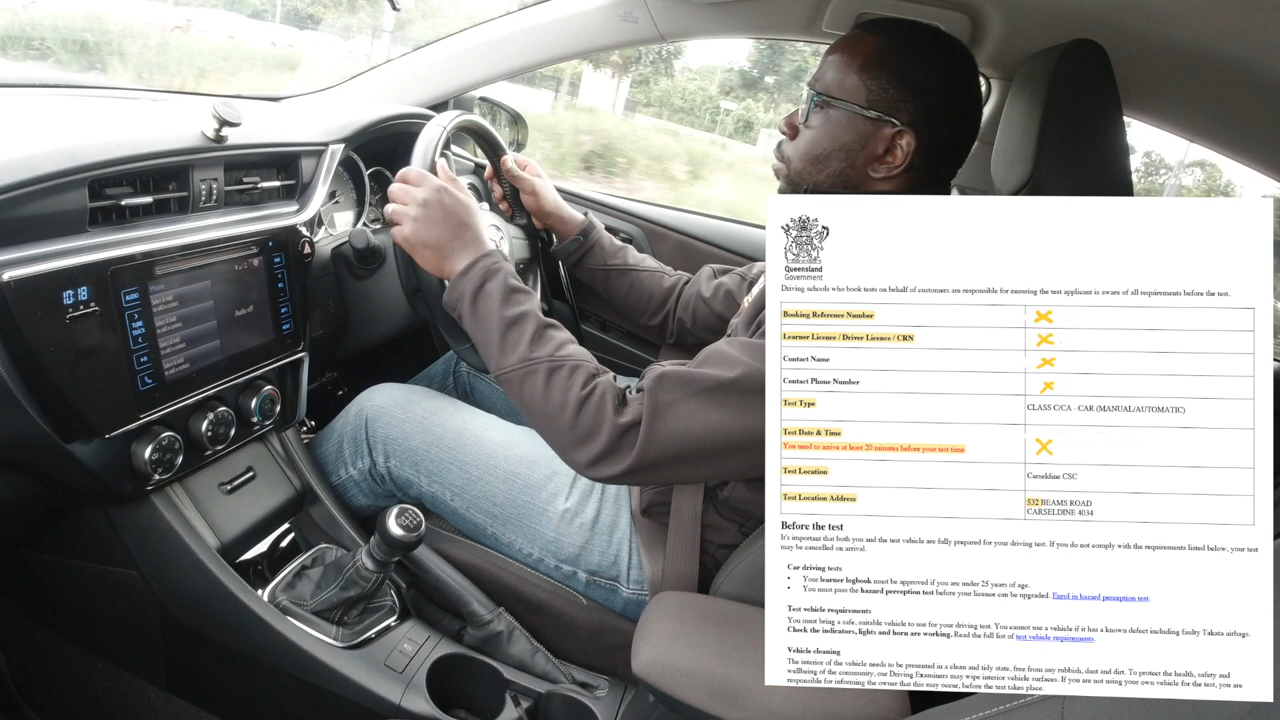 10:18
AUDIO
TUNE
TRACK
Home
Select & hold
to add a contact.
Auto off
Queensland
Government
Driving schools who book tests on behalf of customers are responsible for ensuring the test applicant is aware of all requirements before the test.
Booking Reference Number
Learner Licence / Driver Licence / CRN
Contact Name
Contact Phone Number
Test Type CLASS C/CA - CAR (MANUAL/AUTOMATIC)
Test Date & Time
You need to arrive at least 20 minutes before your test time
Test Location Carseldine CSC
Test Location Address 532 BEAMS ROAD
CARSELDINE 4034
Before the test
It's important that both you and the test vehicle are fully prepared for your driving test. If you do not comply with the requirements listed below, your test
may be cancelled on arrival.
Car driving tests
• Your learner logbook must be approved if you are under 25 years of age.
• You must pass the hazard perception test before your licence can be upgraded. Enrol in hazard perception test.
Test vehicle requirements
You must bring a safe, suitable vehicle to use for your driving test. You cannot use a vehicle if it has a known defect including faulty Takata airbags.
Check the indicators, lights and horn are working. Read the full list of test vehicle requirements.
Vehicle cleaning
The interior of the vehicle needs to be presented in a clean and tidy state, free from any rubbish, dust and dirt. To protect the health, safety and
wellbeing of the community, our Driving Examiners may wipe interior vehicle surfaces. If you are not using your own vehicle for the test, you are
responsible for informing the owner that this may occur, before the test takes place.